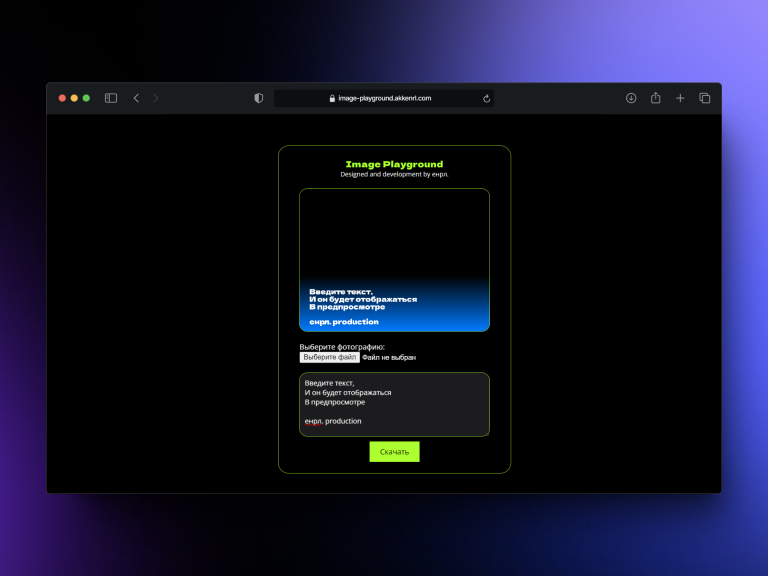 image-playground.akkenrl.com
Image Playground
Designed and development by енрл.
Введите текст,
И он будет отображаться
В предпросмотре
енрл. production
Выберите фотографию:
Выберите файл Файл не выбран
Введите текст,
И он будет отображаться
В предпросмотре
енрл. production
Скачать